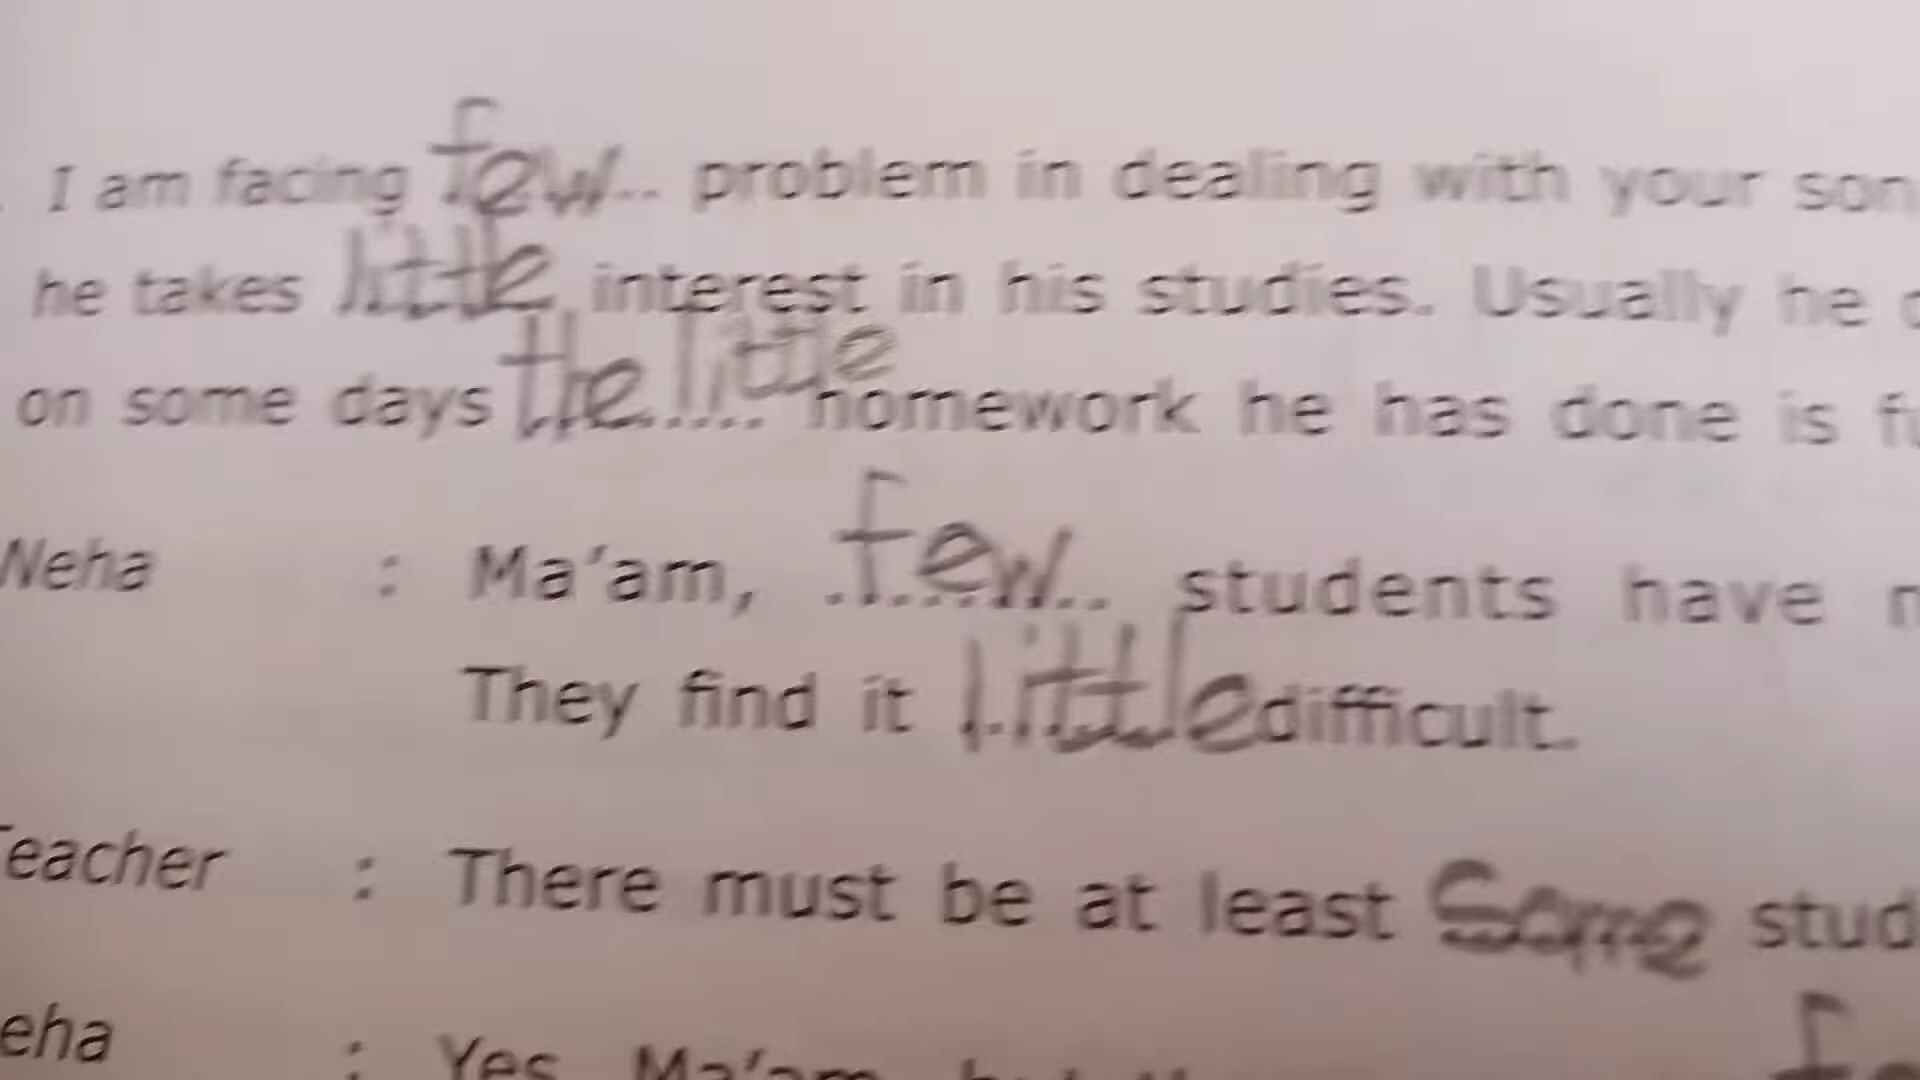 I am facing few.. problem in dealing with your son
he takes little interest in his studies. Usually he
on some days the little homework he has done is
Neha : Ma'am, few students have
They find it little difficult.
Teacher : There must be at least some
eha : Yes Ma'am